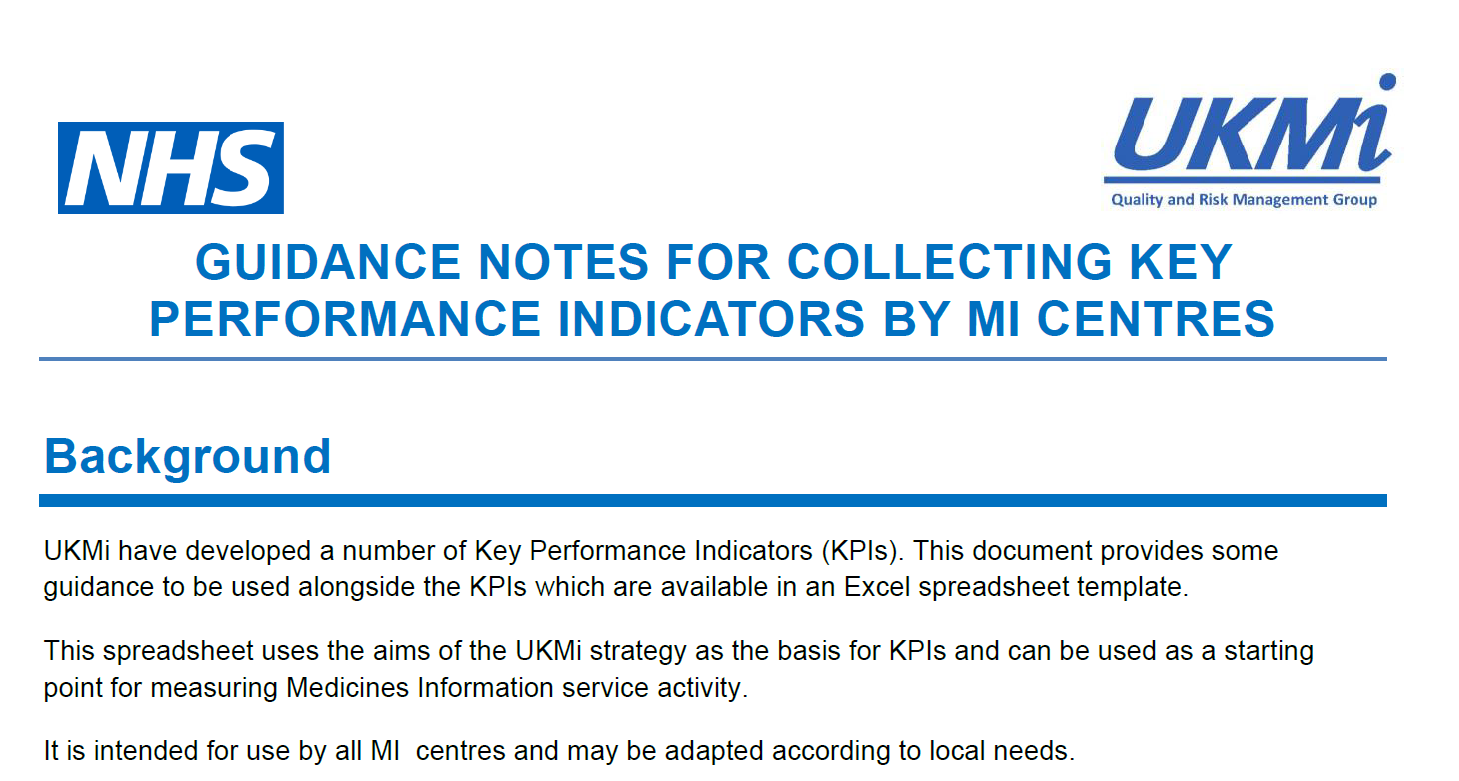 NHS
UKMi
Quality and Risk Management Group
GUIDANCE NOTES FOR COLLECTING KEY
PERFORMANCE INDICATORS BY MI CENTRES
Background
UKMi have developed a number of Key Performance Indicators (KPIs). This document provides some
guidance to be used alongside the KPIs which are available in an Excel spreadsheet template.
This spreadsheet uses the aims of the UKMi strategy as the basis for KPIs and can be used as a starting
point for measuring Medicines Information service activity.
It is intended for use by all MI  centres and may be adapted according to local needs.